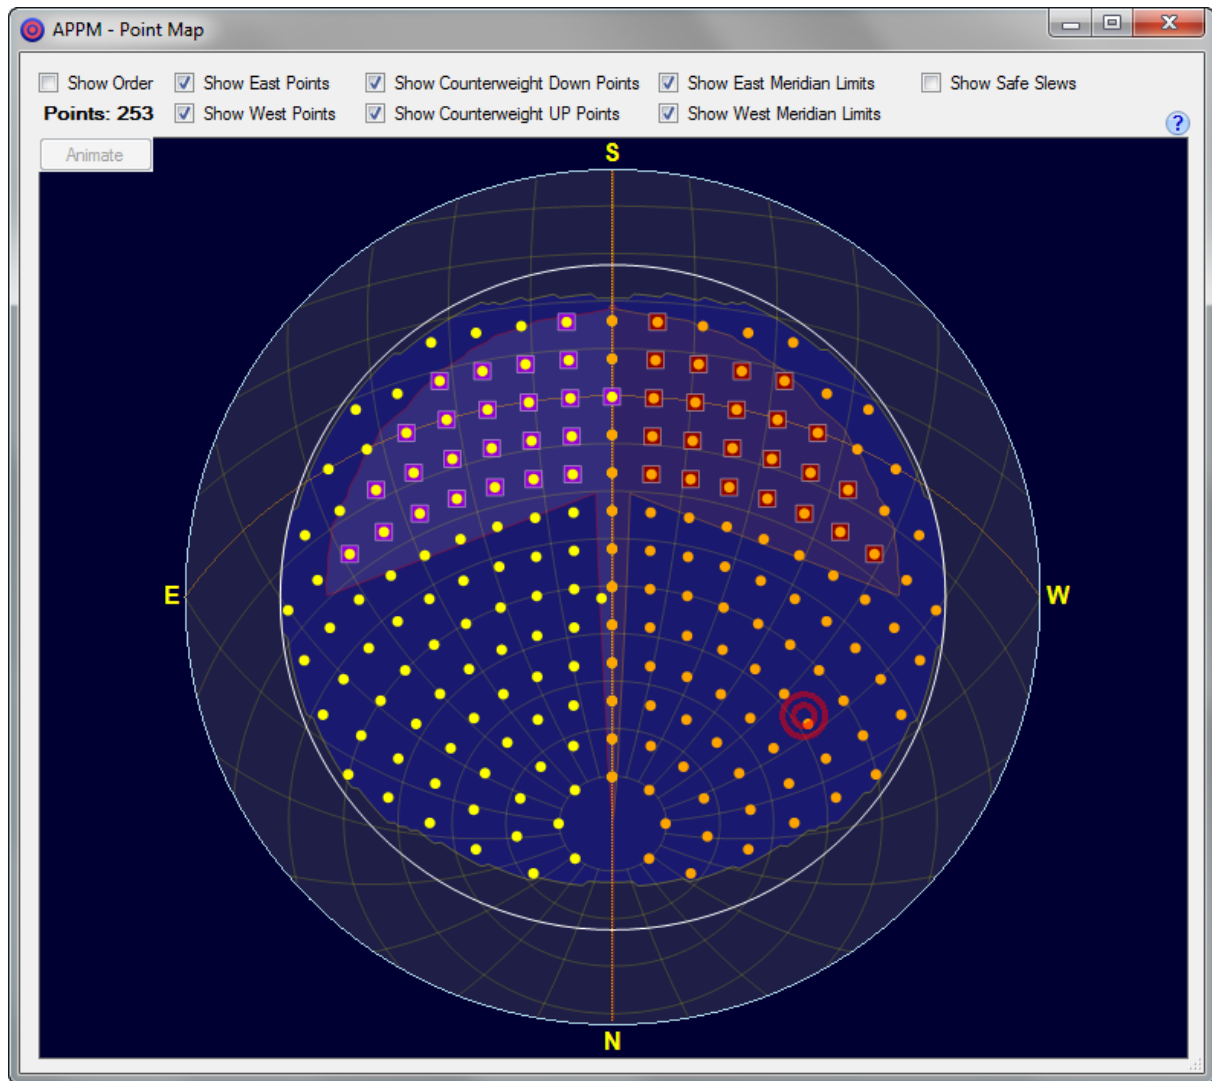 APPM - Point Map
Show Order Show East Points Show Counterweight Down Points Show East Meridian Limits Show Safe Slews
Points: 253 Show West Points Show Counterweight UP Points Show West Meridian Limits
?
Animate
S
E W
N